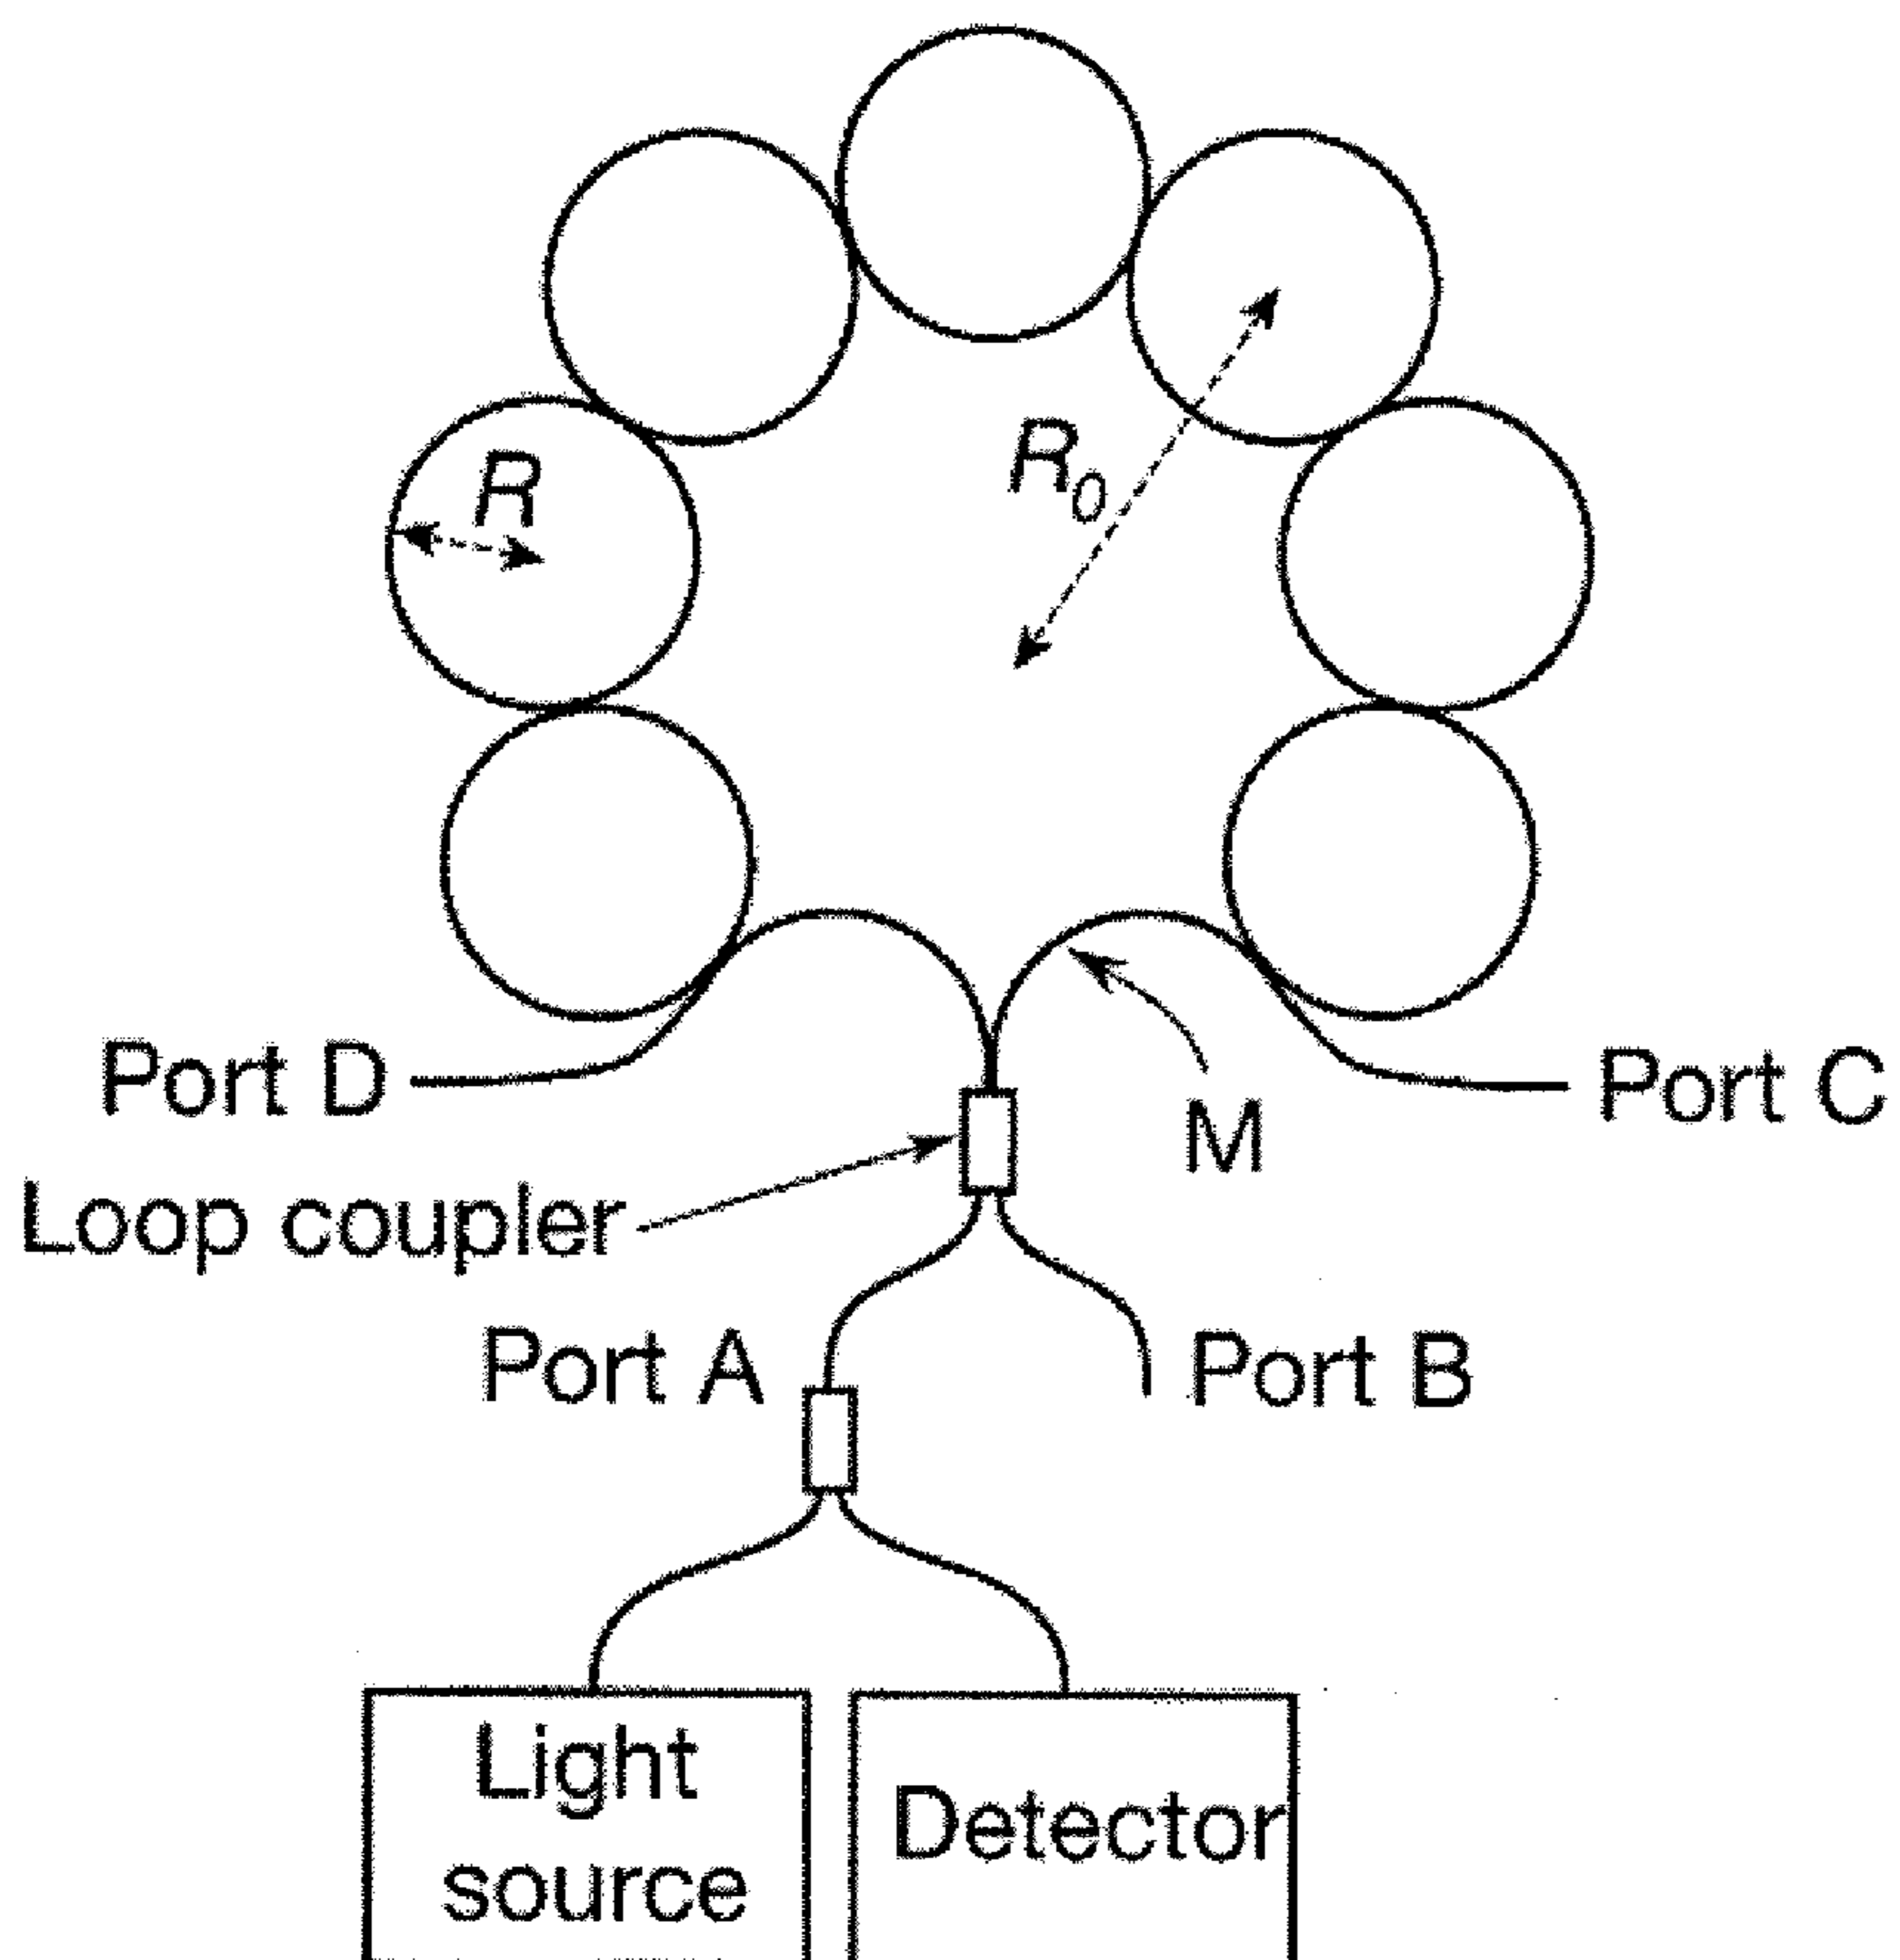 R
R0
Port D
Port C
M
Loop coupler
Port A
Port B
Light
source
Detector